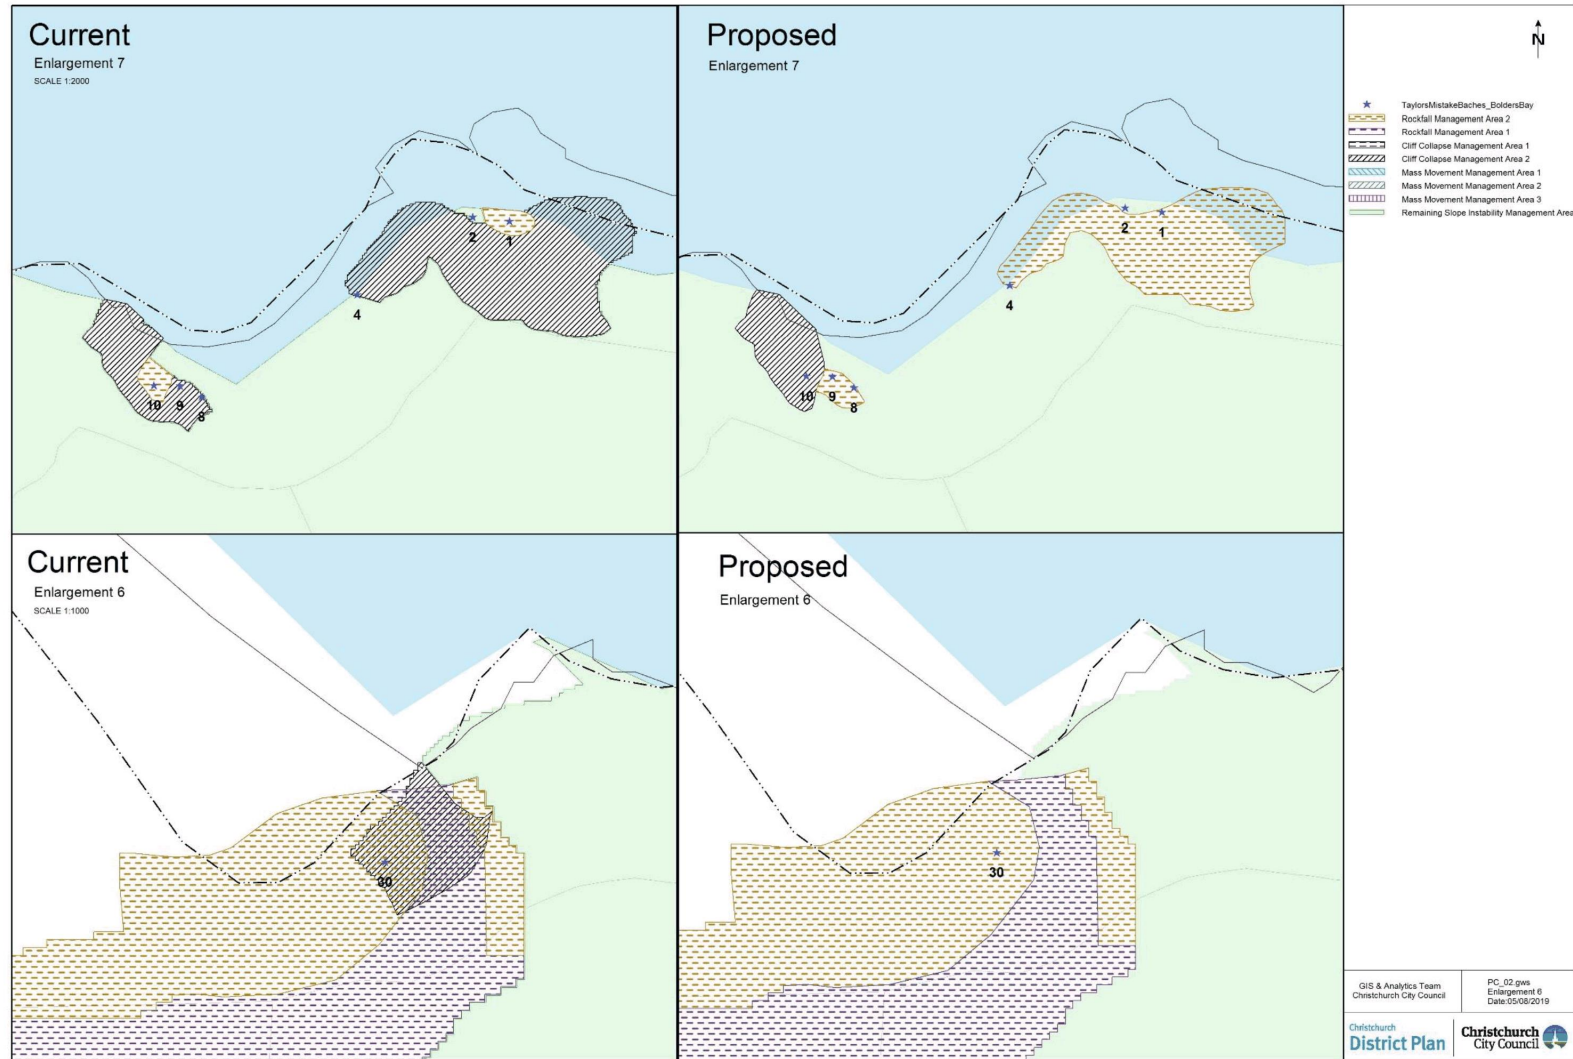 Current
Enlargement 7
SCALE 1:2000
2
1
4
10
9
8
Proposed
Enlargement 7
2
1
4
10
9
8
N
TaylorsMistakeBaches_BoldersBay
Rockfall Management Area 2
Rockfall Management Area 1
Cliff Collapse Management Area 1
Cliff Collapse Management Area 2
Mass Movement Management Area 1
Mass Movement Management Area 2
Mass Movement Management Area 3
Remaining Slope Instability Management Area
Current
Enlargement 6
SCALE 1:1000
30
Proposed
Enlargement 6
30
GIS & Analytics Team
Christchurch City Council
PC_02.gws
Enlargement 6
Date:05/08/2019
Christchurch
District Plan
Christchurch
City Council